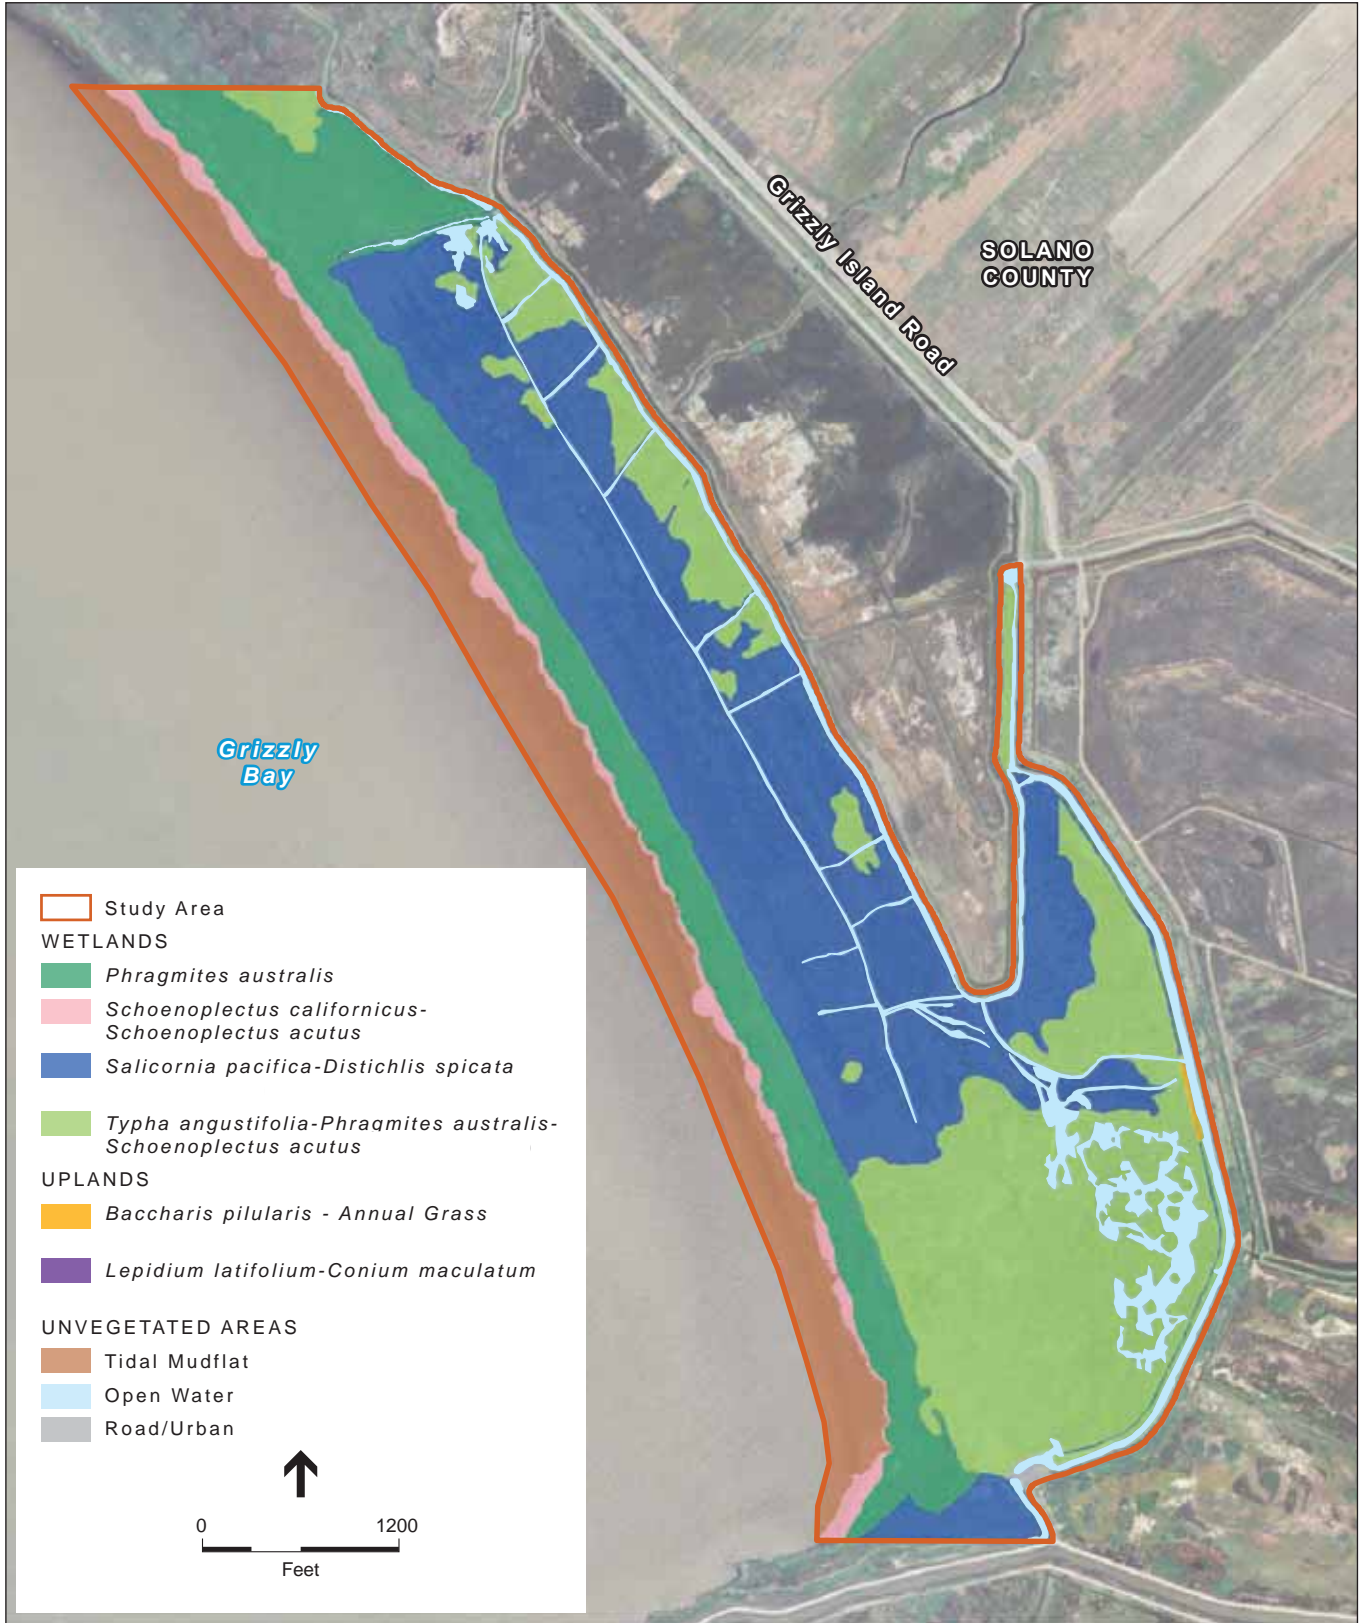 Grizzly Island Road
SOLANO
COUNTY
Grizzly
Bay
Study Area
WETLANDS
Phragmites australis
Schoenoplectus californicus-
Schoenoplectus acutus
Salicornia pacifica-Distichlis spicata
Typha angustifolia-Phragmites australis-
Schoenoplectus acutus
UPLANDS
Baccharis pilularis - Annual Grass
Lepidium latifolium-Conium maculatum
UNVEGETATED AREAS
Tidal Mudflat
Open Water
Road/Urban
0 1200
Feet